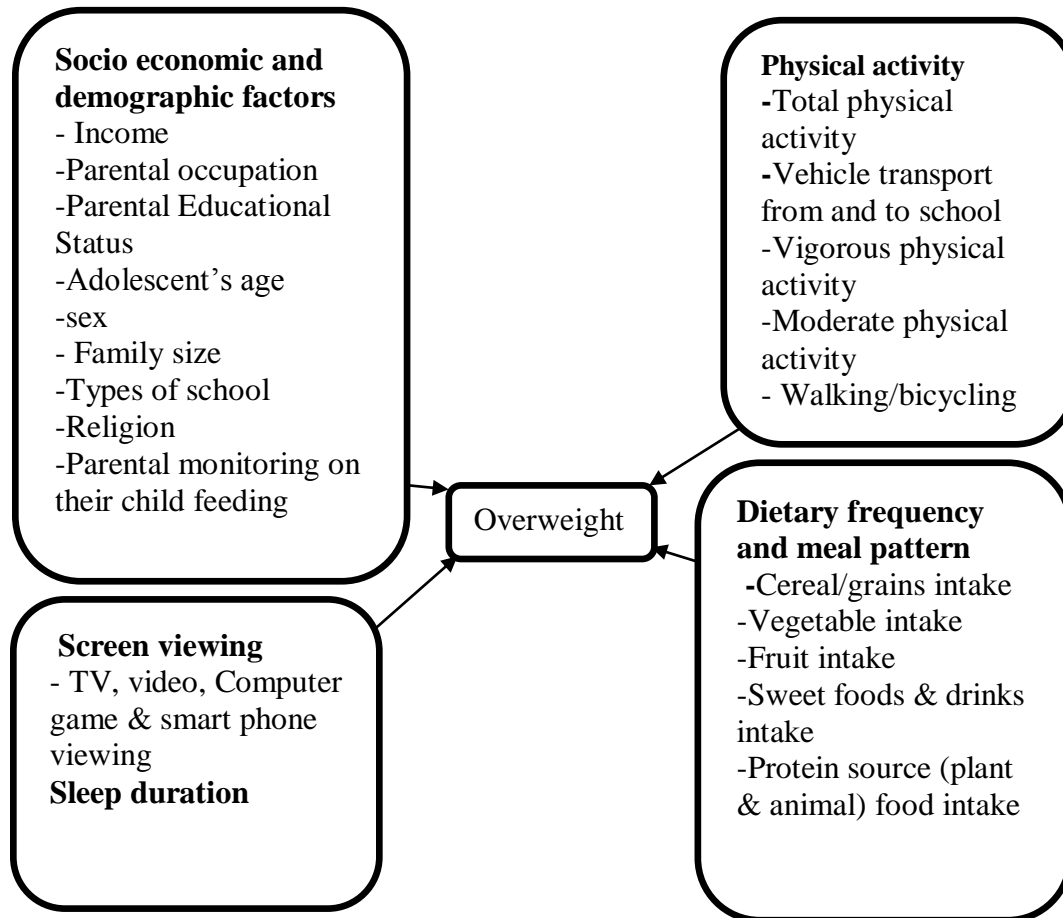 Socio economic and
demographic factors
- Income
-Parental occupation
-Parental Educational
Status
-Adolescent’s age
-sex
- Family size
-Types of school
-Religion
-Parental monitoring on
their child feeding
Physical activity
-Total physical
activity
-Vehicle transport
from and to school
-Vigorous physical
activity
-Moderate physical
activity
- Walking/bicycling
Overweight
Screen viewing
- TV, video, Computer
game & smart phone
viewing
Sleep duration
Dietary frequency
and meal pattern
-Cereal/grains intake
-Vegetable intake
-Fruit intake
-Sweet foods & drinks
intake
-Protein source (plant
& animal) food intake